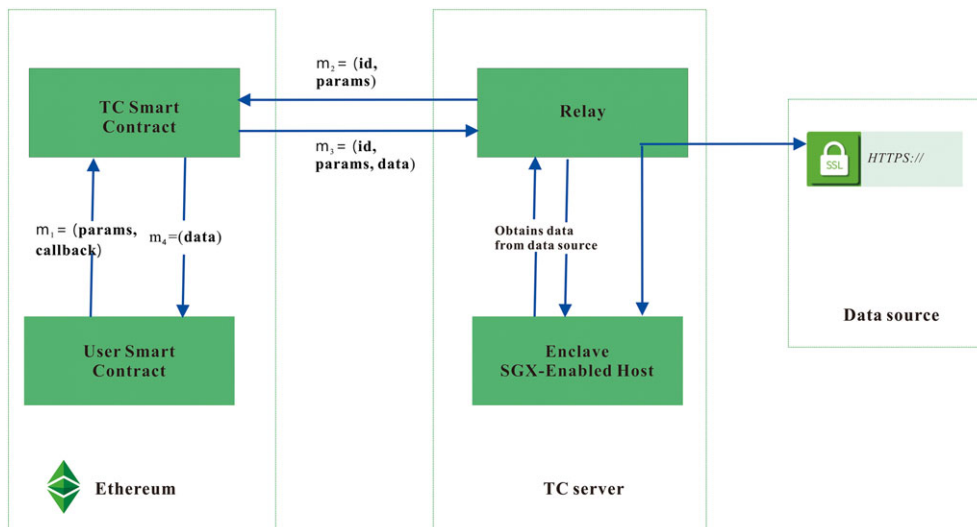 m₂ = (id,
params)
TC Smart
Contract
Relay
m₃ = (id,
params, data)
SSL
HTTPS://
m₁ = (params,
callback)
m₄=(data)
Obtains data
from data source
Data source
User Smart
Contract
Enclave
SGX-Enabled Host
Ethereum
TC server